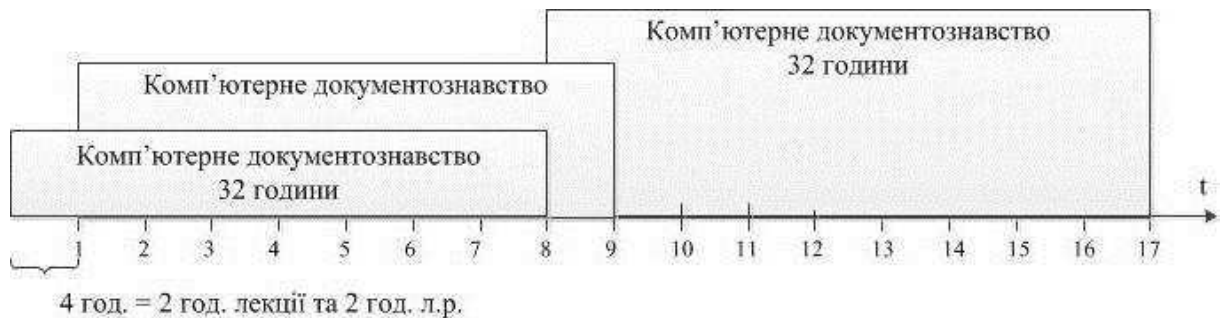 Комп’ютерне документознавство
32 години
Комп’ютерне документознавство
Комп’ютерне документознавство
32 години
t
1 2 3 4 5 6 7 8 9 10 11 12 13 14 15 16 17
4 год. = 2 год. лекції та 2 год. л.р.